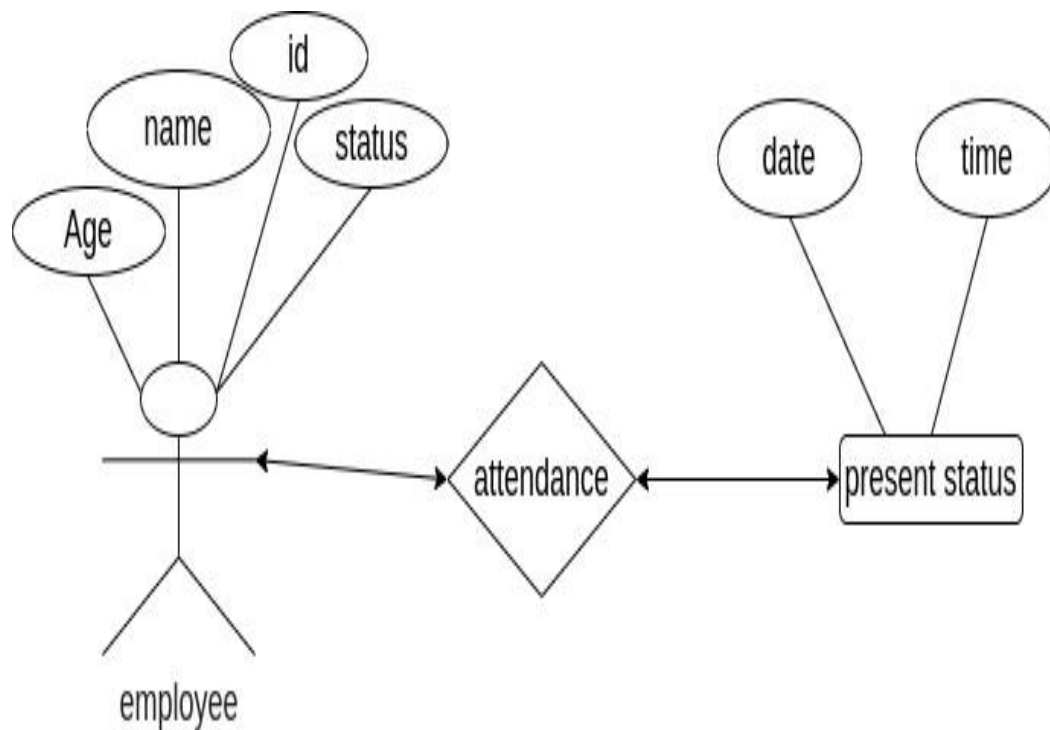 id
name
status
Age
date
time
attendance
present status
employee